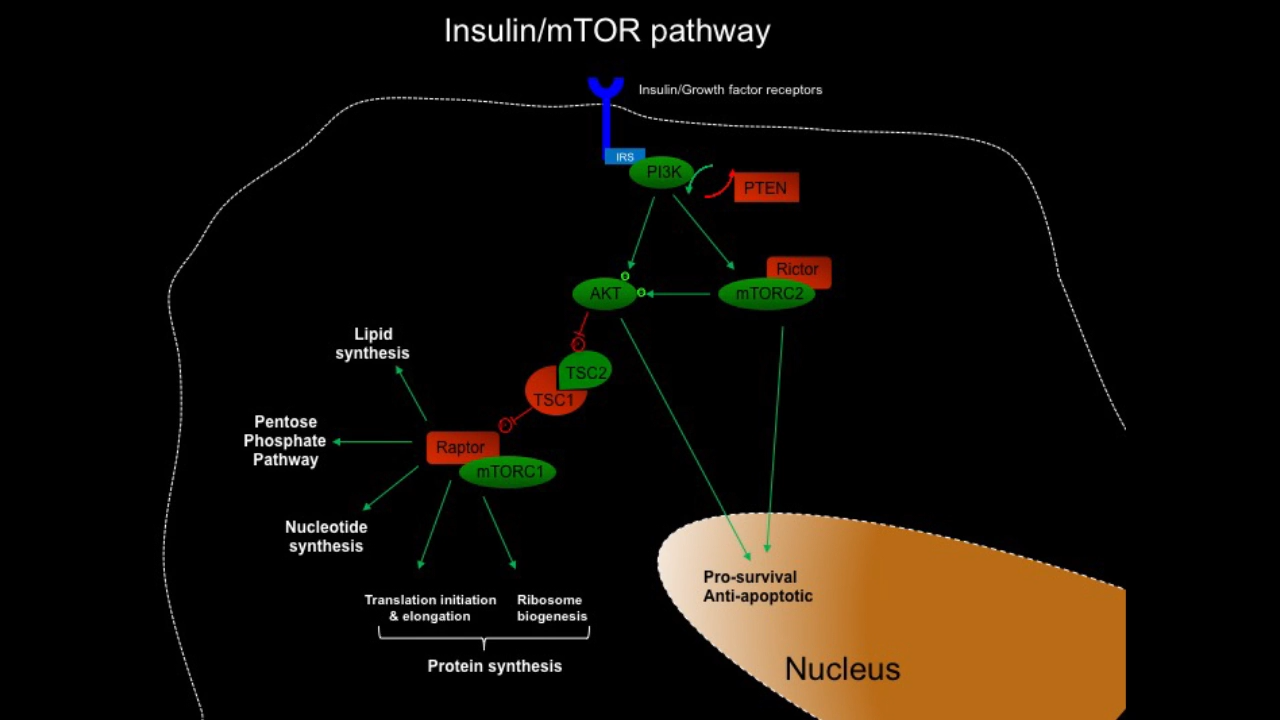 Insulin/mTOR pathway
Insulin/Growth factor receptors
IRS
PI3K
PTEN
Rictor
AKT
mTORC2
Lipid
synthesis
TSC2
TSC1
Pentose
Phosphate
Pathway
Raptor
mTORC1
Nucleotide
synthesis
Pro-survival
Anti-apoptotic
Translation initiation
& elongation
Ribosome
biogenesis
Protein synthesis
Nucleus